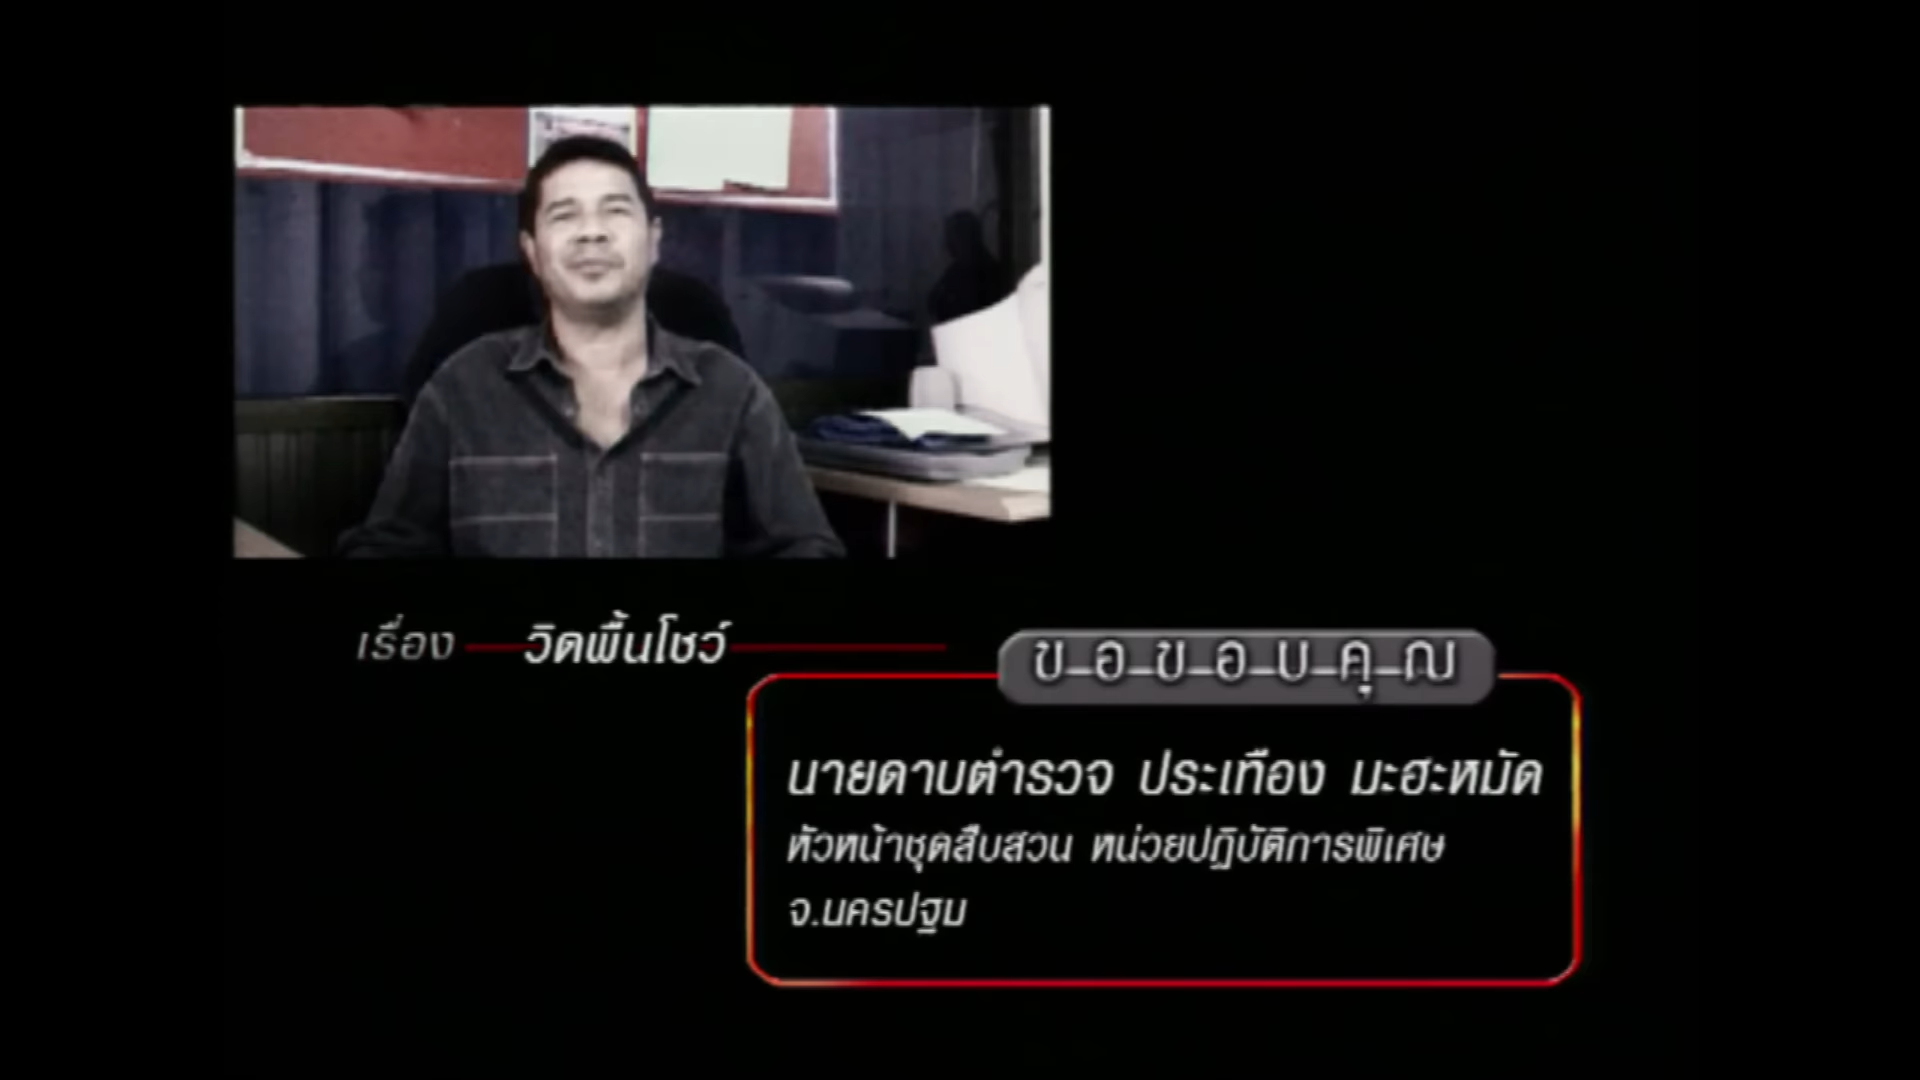 เรื่อง วิดพื้นโชว์
ข อ ข อ บ คุ ณ
นายดาบตำรวจ ประเทือง มะฮะหมัด
หัวหน้าชุดสืบสวน หน่วยปฏิบัติการพิเศษ
จ.นครปฐม